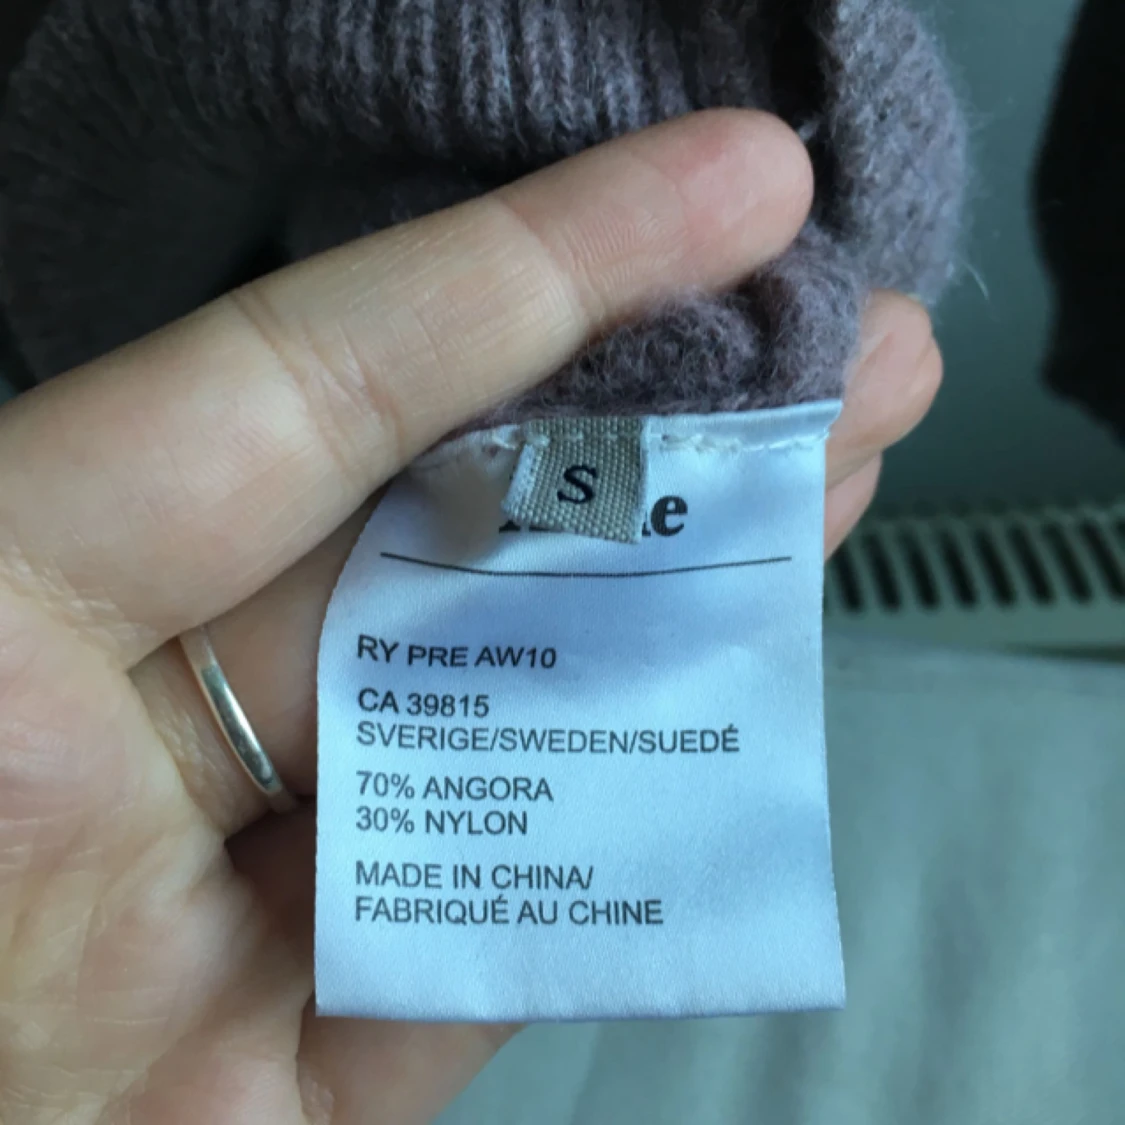 S
RY PRE AW10
CA 39815
SVERIGE/SWEDEN/SUEDÉ
70% ANGORA
30% NYLON
MADE IN CHINA/
FABRIQUÉ AU CHINE